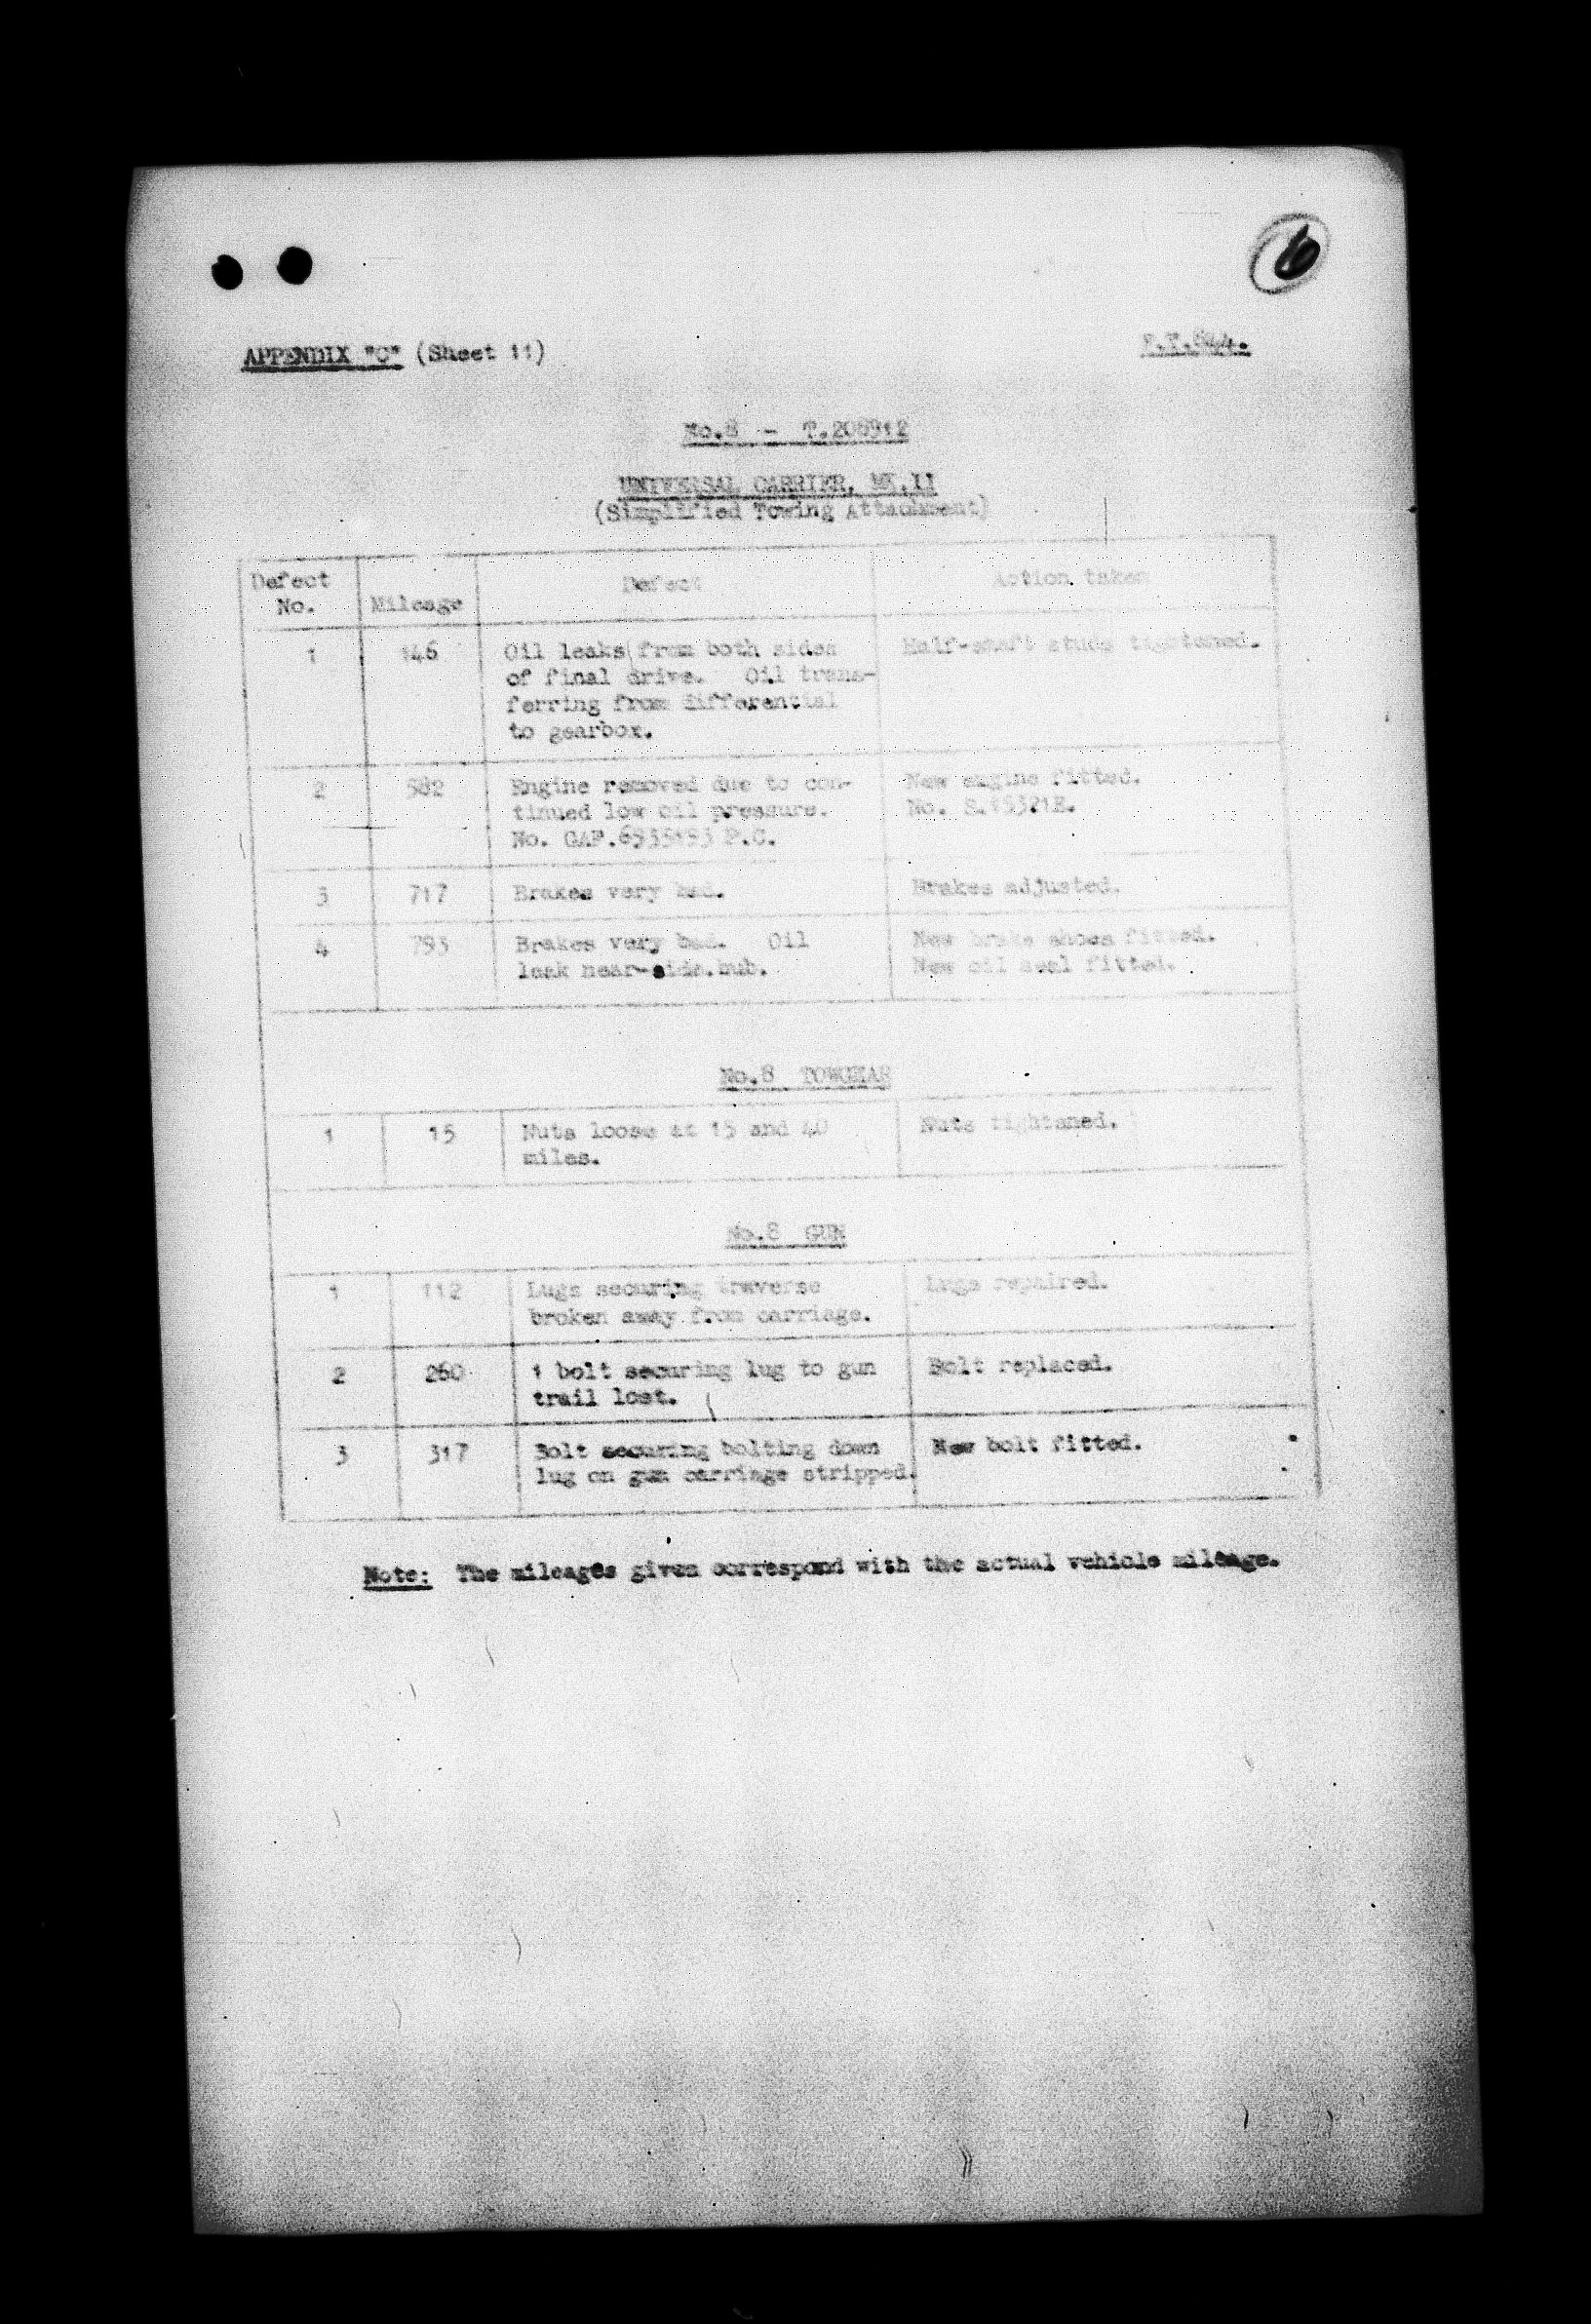 6
APPENDIX "C" (Sheet 11)
No.8 - T.208912
UNIVERSAL CARRIER, MK.II
(Simplified Towing Attachment)
Defect No. Mileage Defect Action taken
1 146 Oil leaks from both sides Half-shaft studs tightened.
of final drive. Oil trans-
ferring from differential
to gearbox.
2 582 Engine removed due to con- New engine fitted.
tinued low oil pressure. No.
No. P.C.
3 717 Brakes very bad. Brakes adjusted.
4 793 Brakes very bad. Oil New brake shoes fitted.
leak near-side.hub. New oil seal fitted.
No.8 TOWBAR
1 15 Nuts loose at 15 and 40 Nuts tightened.
miles.
No.8 GUN
1 112 Lugs securing traverse Lugs repaired.
broken away from carriage.
2 260 1 bolt securing lug to gun Bolt replaced.
trail lost.
3 317 Bolt securing bolting down New bolt fitted.
lug on gun carriage stripped.
Note: The mileages given correspond with the actual vehicle mileage.